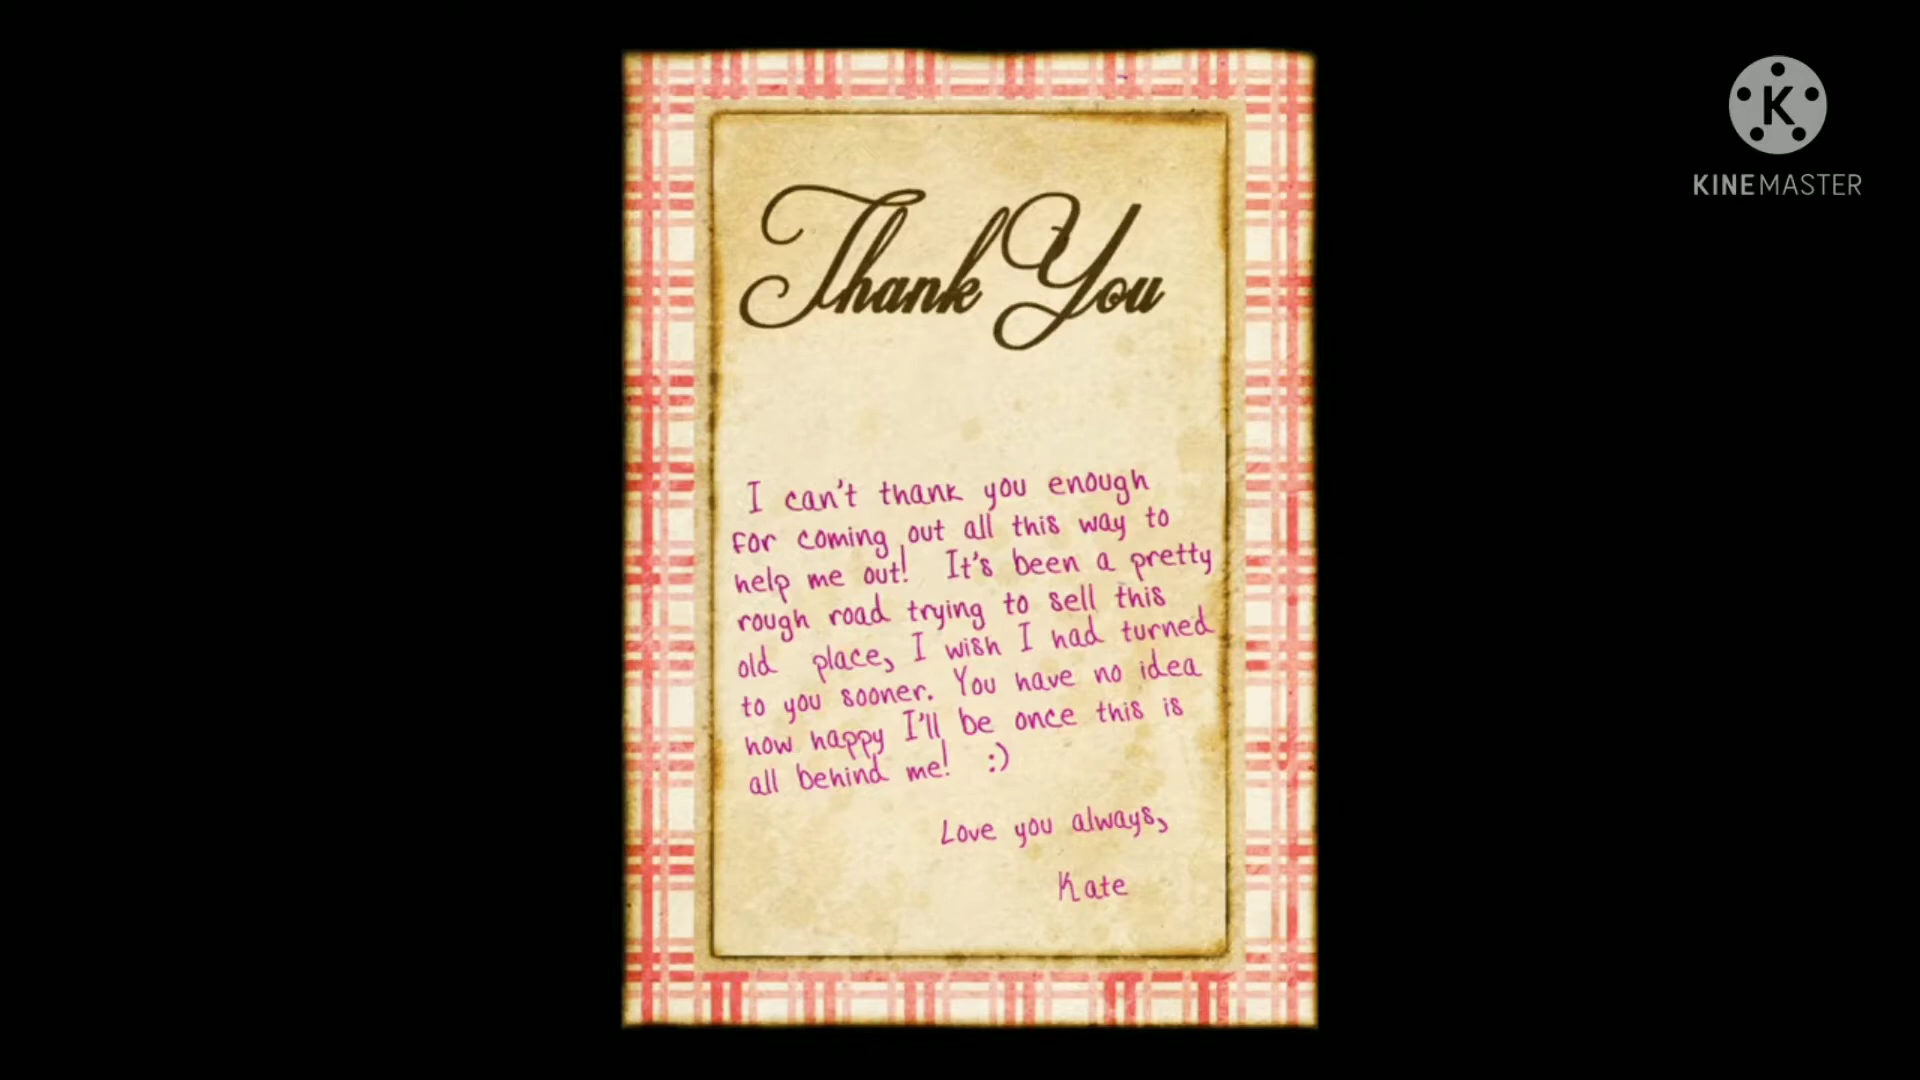 KINEMASTER
Thank You
I can't thank you enough
for coming out all this way to
help me out! It's been a pretty
rough road trying to sell this
old place, I wish I had turned
to you sooner. You have no idea
how happy I'll be once this is
all behind me! :)
Love you always,
Kate